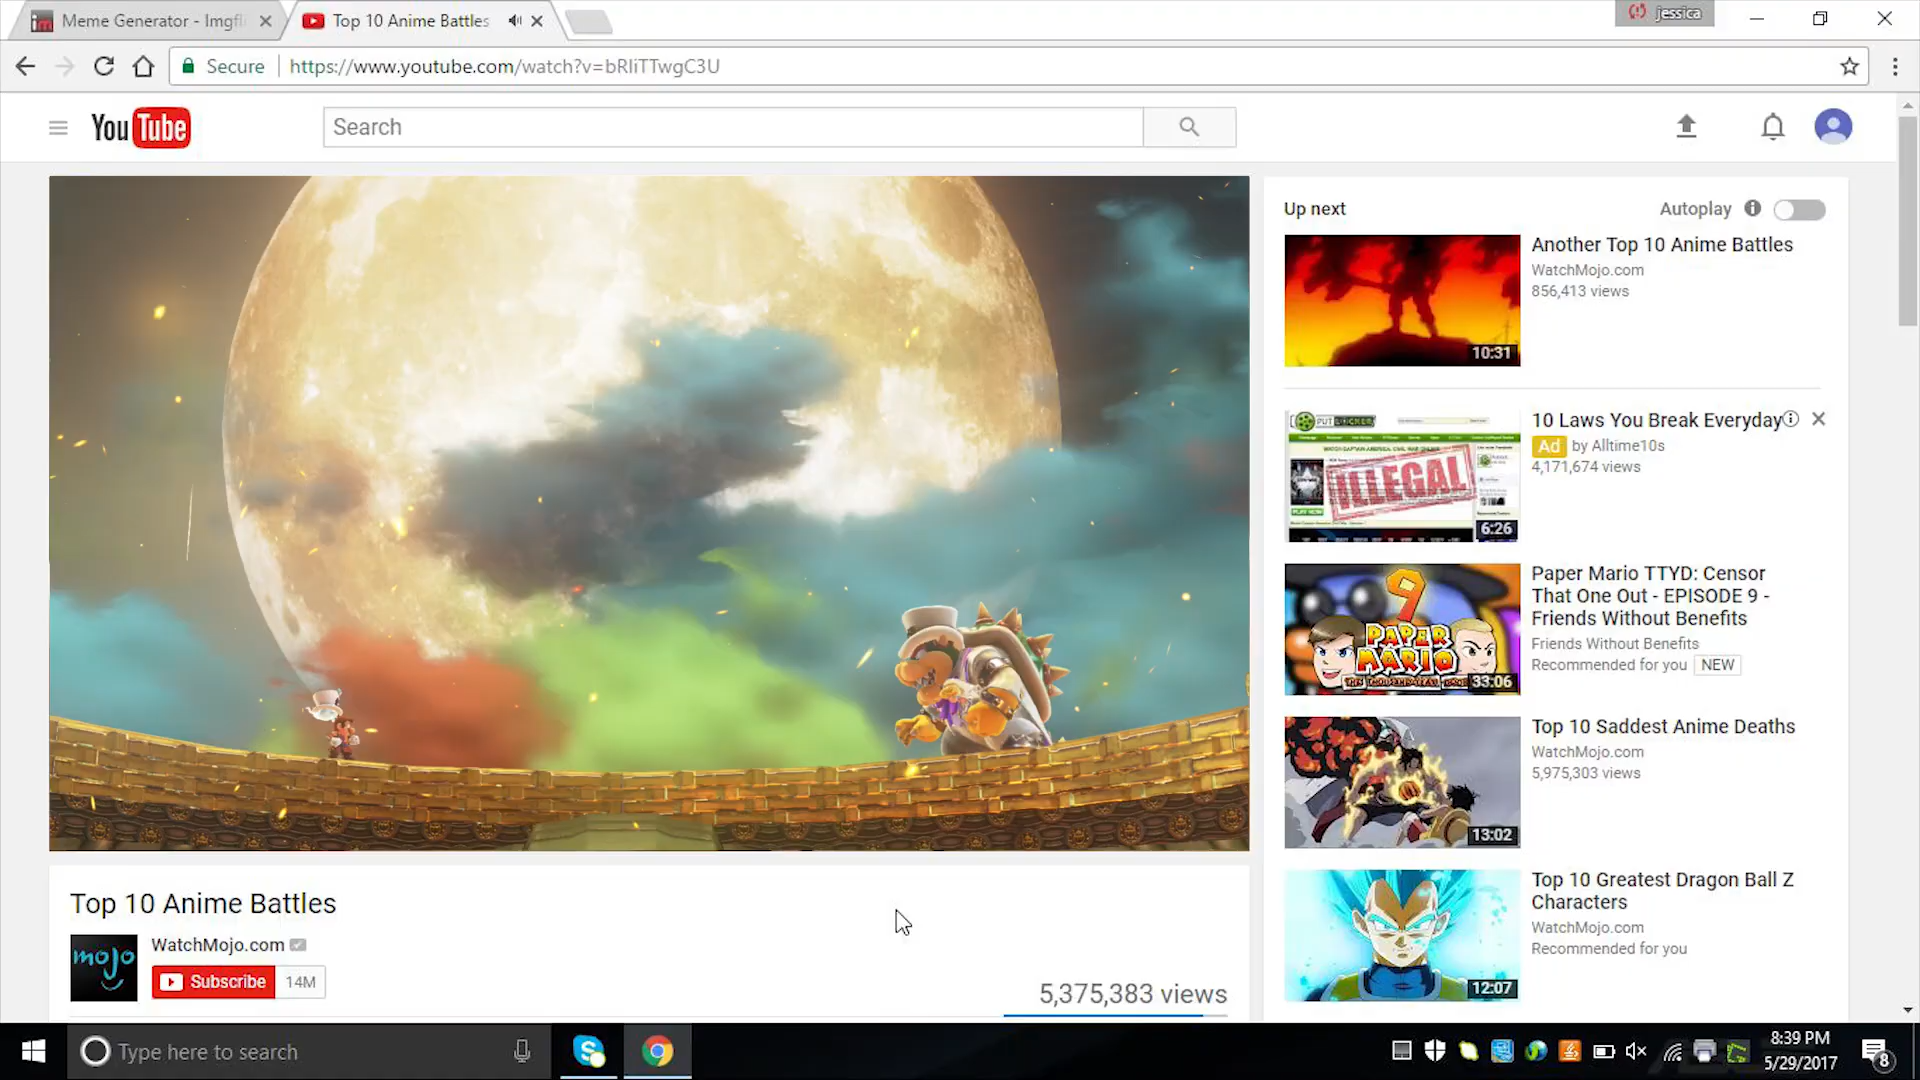 Meme Generator - Imgfl
Top 10 Anime Battles
jessica
Secure
https://www.youtube.com/watch?v=bRliTTwgC3U
YouTube
Search
Up next
Autoplay
Another Top 10 Anime Battles
WatchMojo.com
856,413 views
10:31
10 Laws You Break Everyday
Ad by Alltime10s
4,171,674 views
PUT LOCKER
ILLEGAL
6:26
Paper Mario TTYD: Censor
That One Out - EPISODE 9 -
Friends Without Benefits
Friends Without Benefits
Recommended for you NEW
9
PAPER
MARIO
33:06
Top 10 Saddest Anime Deaths
WatchMojo.com
5,975,303 views
13:02
Top 10 Greatest Dragon Ball Z
Characters
WatchMojo.com
Recommended for you
12:07
Top 10 Anime Battles
mojo
WatchMojo.com
Subscribe 14M
5,375,383 views
Type here to search
8:39 PM
5/29/2017
8